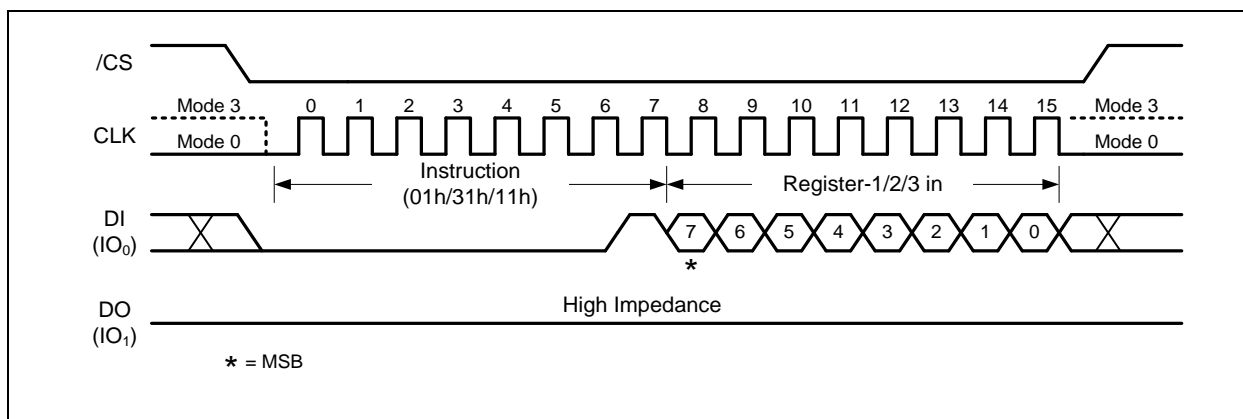 /CS
Mode 3 0 1 2 3 4 5 6 7 8 9 10 11 12 13 14 15 Mode 3
CLK Mode 0 Mode 0
Instruction
(01h/31h/11h)
Register-1/2/3 in
DI
(IO₀)
7 6 5 4 3 2 1 0
*
High Impedance
DO
(IO₁)
* = MSB